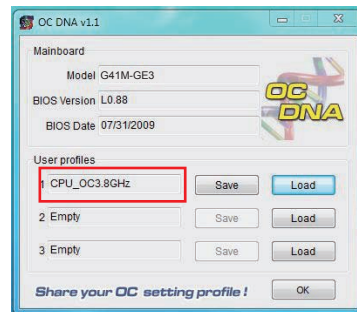 OC DNA v1.1
Mainboard
Model G41M-GE3
BIOS Version L0.88
BIOS Date 07/31/2009
OC
DNA
User profiles
1 CPU_OC3.8GHz Save Load
2 Empty Save Load
3 Empty Save Load
Share your OC setting profile! OK